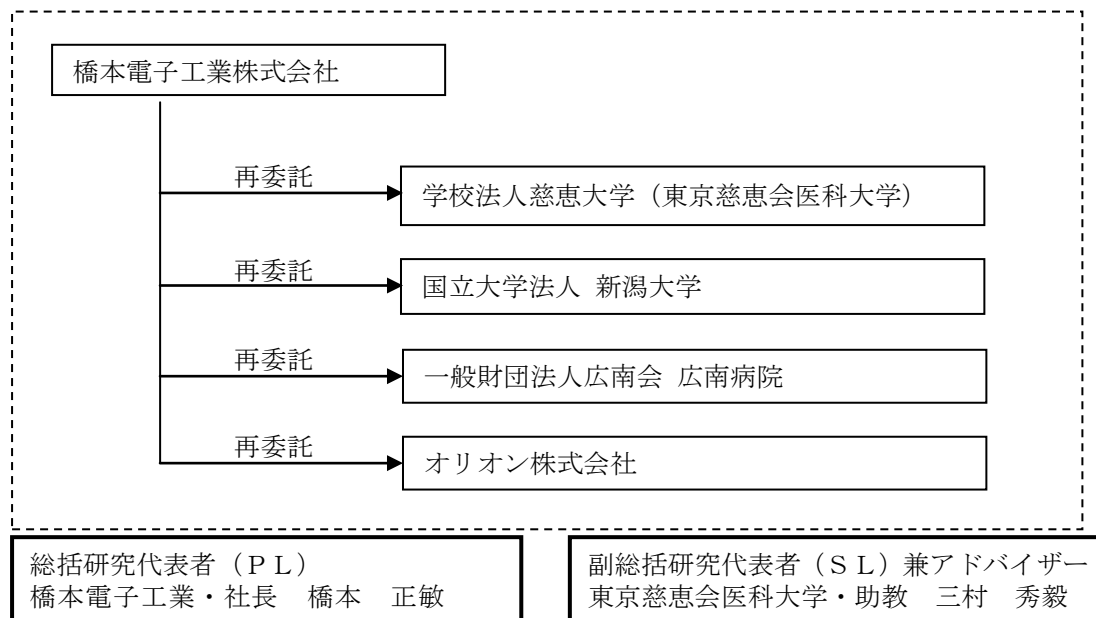 橋本電子工業株式会社
再委託
学校法人慈恵大学（東京慈恵会医科大学）
再委託
国立大学法人 新潟大学
再委託
一般財団法人広南会 広南病院
再委託
オリオン株式会社
総括研究代表者（ＰＬ）
橋本電子工業・社長　橋本　正敏
副総括研究代表者（ＳＬ）兼アドバイザー
東京慈恵会医科大学・助教　三村　秀毅